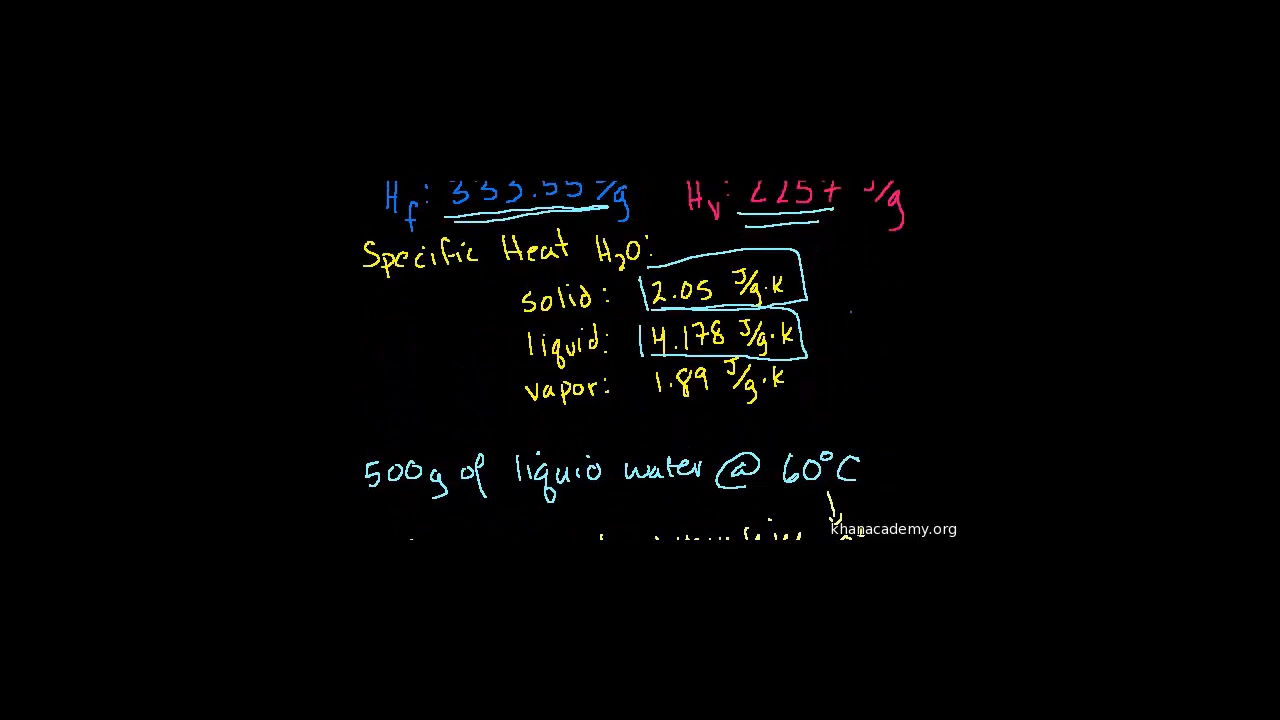 Hf: 333.55 J/g Hv: 2257 J/g
Specific Heat H2O:
solid: 2.05 J/g·K
liquid: 4.178 J/g·K
vapor: 1.89 J/g·K
500g of liquid water @ 60°C
khanacademy.org